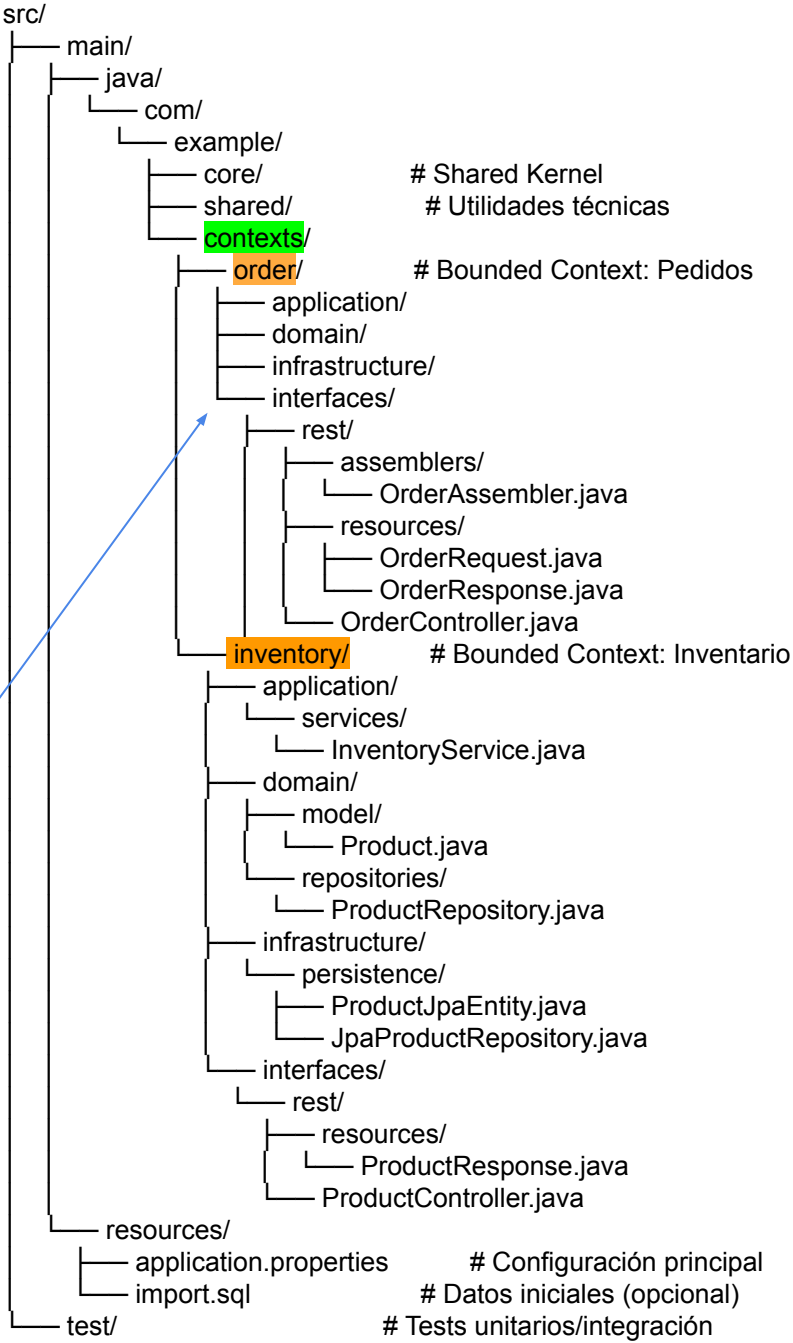 src/
├── main/
├── java/
└── com/
└── example/
├── core/ # Shared Kernel
├── shared/ # Utilidades técnicas
└── contexts/
├── order/ # Bounded Context: Pedidos
├── application/
├── domain/
├── infrastructure/
└── interfaces/
├── rest/
├── assemblers/
│ └── OrderAssembler.java
├── resources/
│ ├── OrderRequest.java
│ └── OrderResponse.java
└── OrderController.java
└── inventory/ # Bounded Context: Inventario
├── application/
│ └── services/
│ └── InventoryService.java
├── domain/
│ ├── model/
│ │ └── Product.java
│ └── repositories/
│ └── ProductRepository.java
├── infrastructure/
│ └── persistence/
│ ├── ProductJpaEntity.java
│ └── JpaProductRepository.java
└── interfaces/
└── rest/
├── resources/
│ └── ProductResponse.java
└── ProductController.java
└── resources/
├── application.properties # Configuración principal
└── import.sql # Datos iniciales (opcional)
└── test/ # Tests unitarios/integración